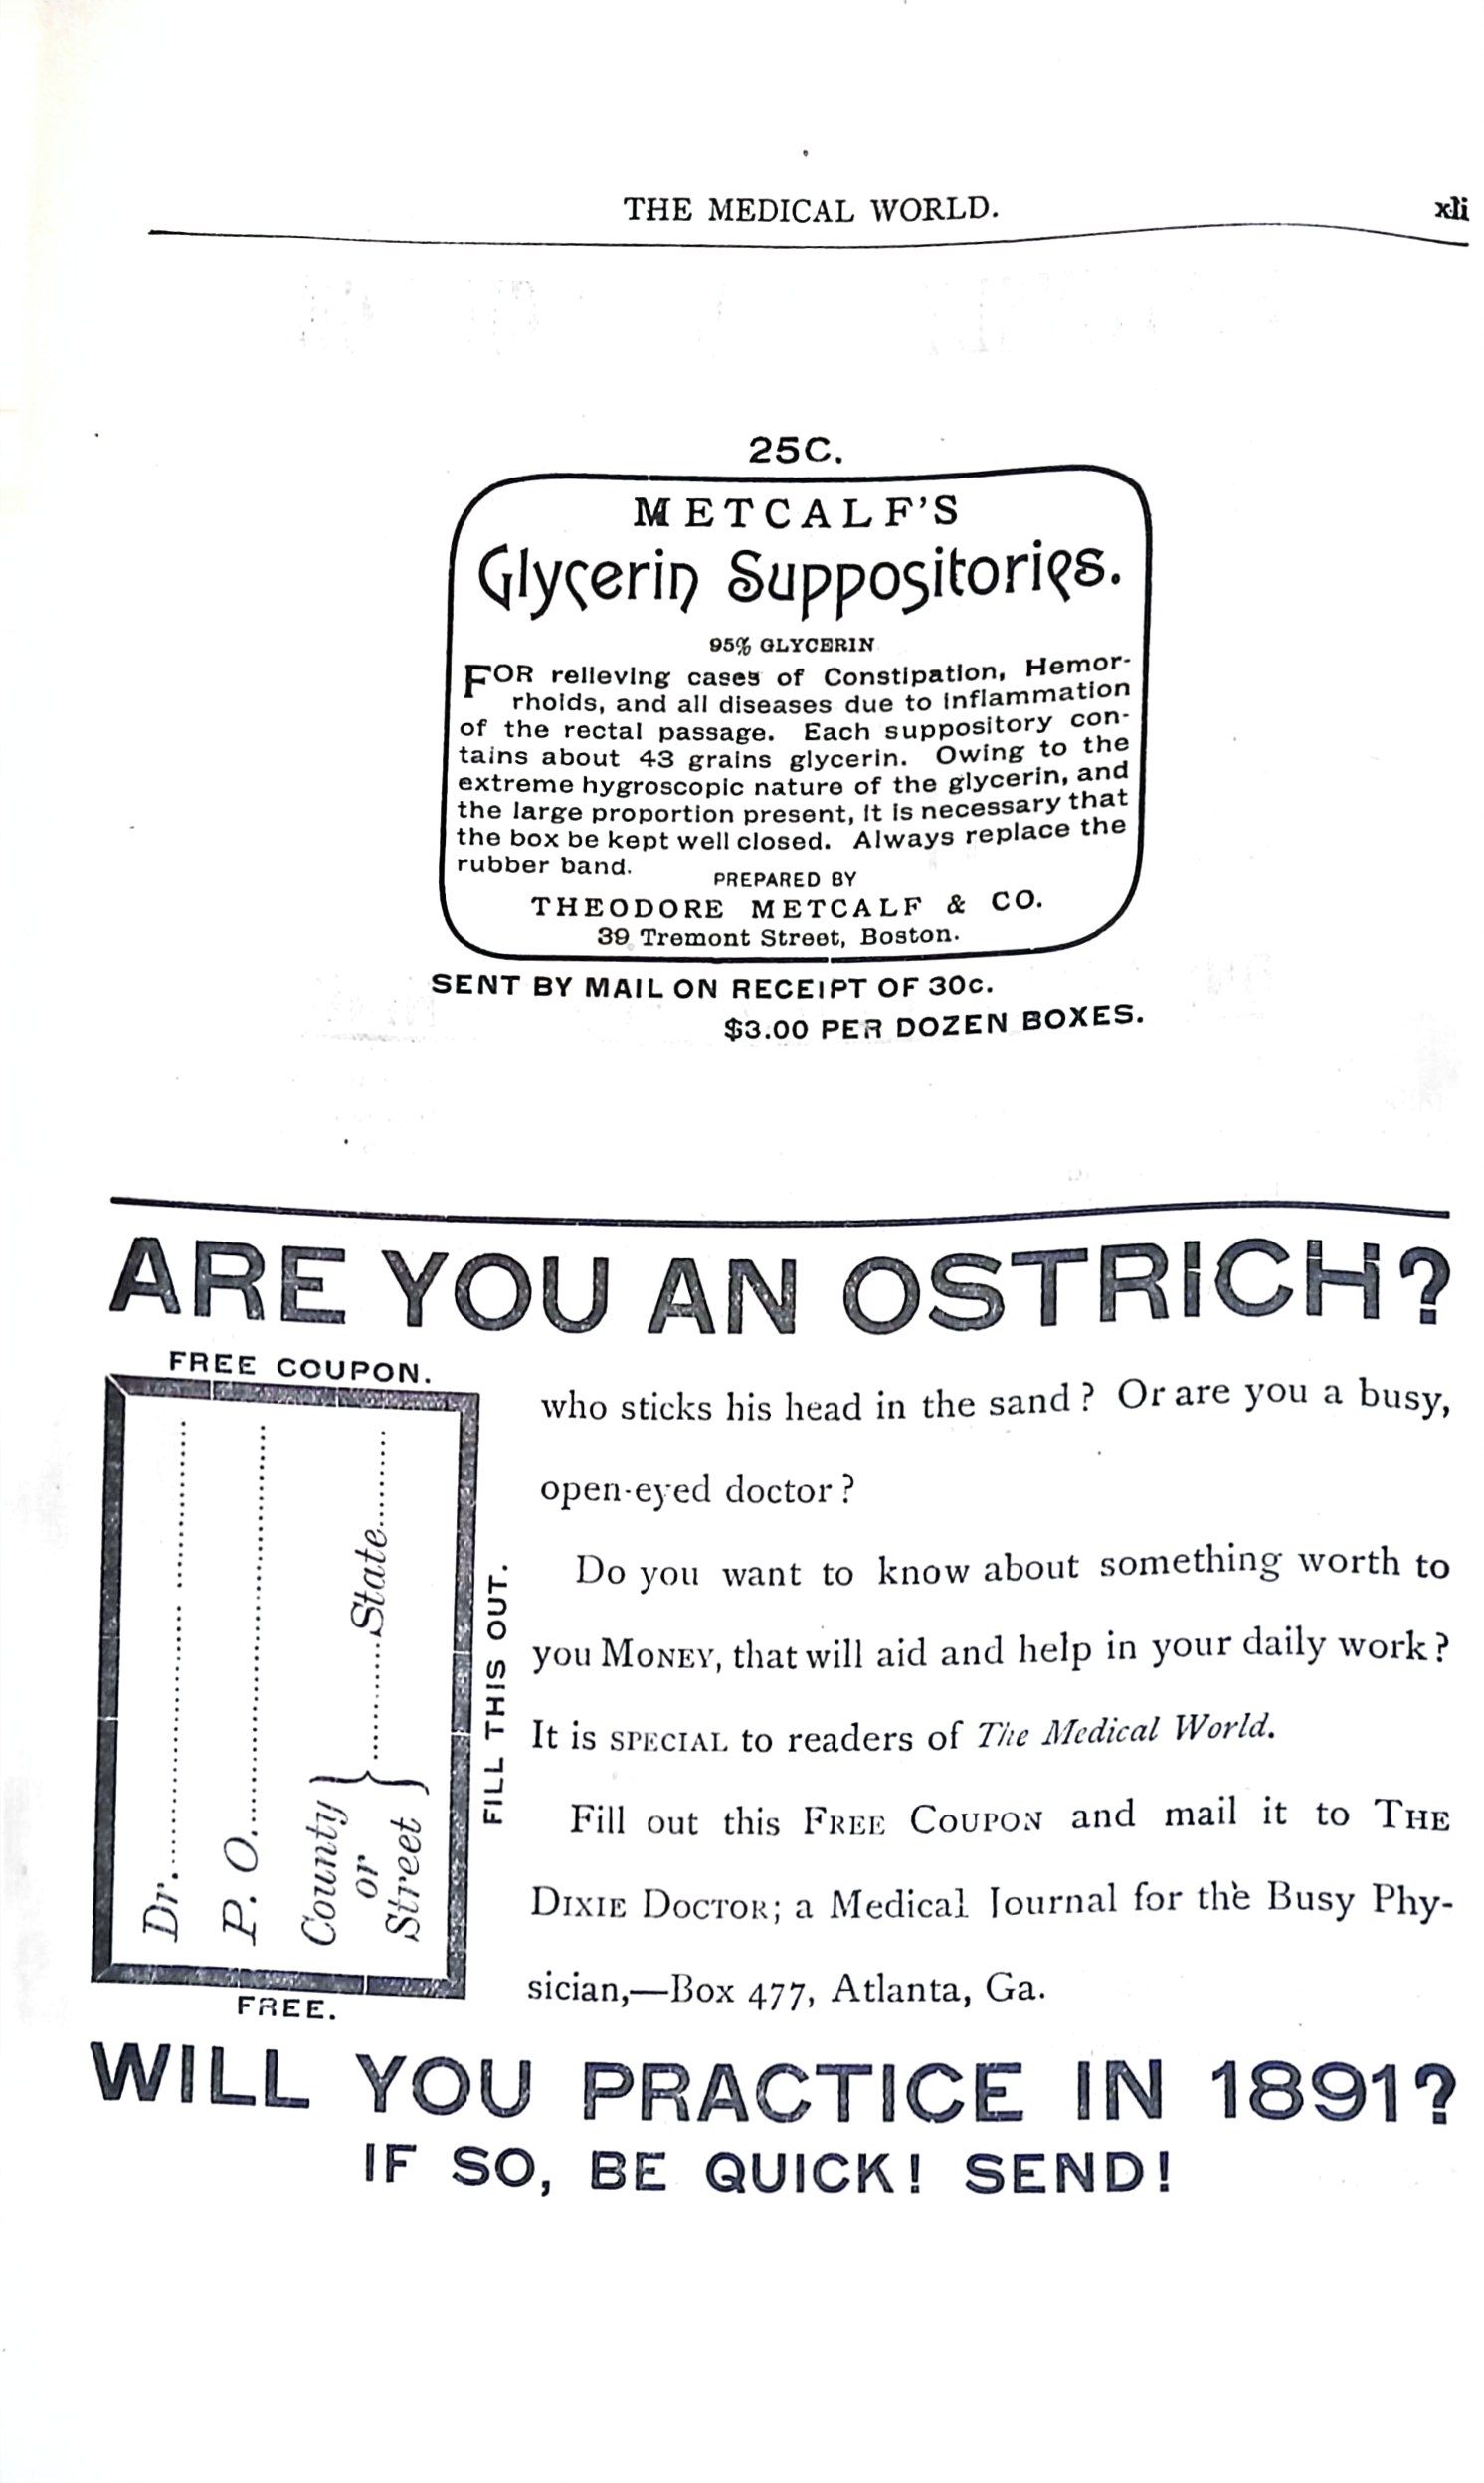 THE MEDICAL WORLD. xli
25C.
METCALF'S
Glycerin Suppositories.
95% GLYCERIN
FOR relieving cases of Constipation, Hemor-
rhoids, and all diseases due to inflammation
of the rectal passage. Each suppository con-
tains about 43 grains glycerin. Owing to the
extreme hygroscopic nature of the glycerin, and
the large proportion present, it is necessary that
the box be kept well closed. Always replace the
rubber band.
PREPARED BY
THEODORE METCALF & CO.
39 Tremont Street, Boston.
SENT BY MAIL ON RECEIPT OF 30c.
$3.00 PER DOZEN BOXES.
ARE YOU AN OSTRICH?
FREE COUPON.
Dr.
P. O.
County
or
Street
State
FILL THIS OUT.
FREE.
who sticks his head in the sand? Or are you a busy,
open-eyed doctor?
Do you want to know about something worth to
you MONEY, that will aid and help in your daily work?
It is SPECIAL to readers of The Medical World.
Fill out this FREE COUPON and mail it to THE
DIXIE DOCTOR; a Medical Journal for the Busy Phy-
sician,—Box 477, Atlanta, Ga.
WILL YOU PRACTICE IN 1891?
IF SO, BE QUICK! SEND!